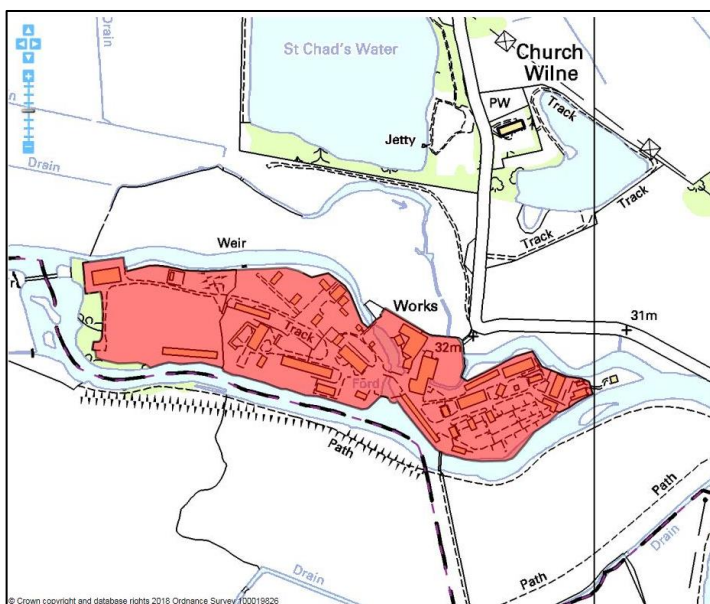 Drain
St Chad's Water
Church
Wilne
PW
Track
Jetty
Drain
Track
Track
Weir
Works
31m
32m
Track
Ford
Path
Path
Drain
Path
Drain
© Crown copyright and database rights 2018 Ordnance Survey 100019826